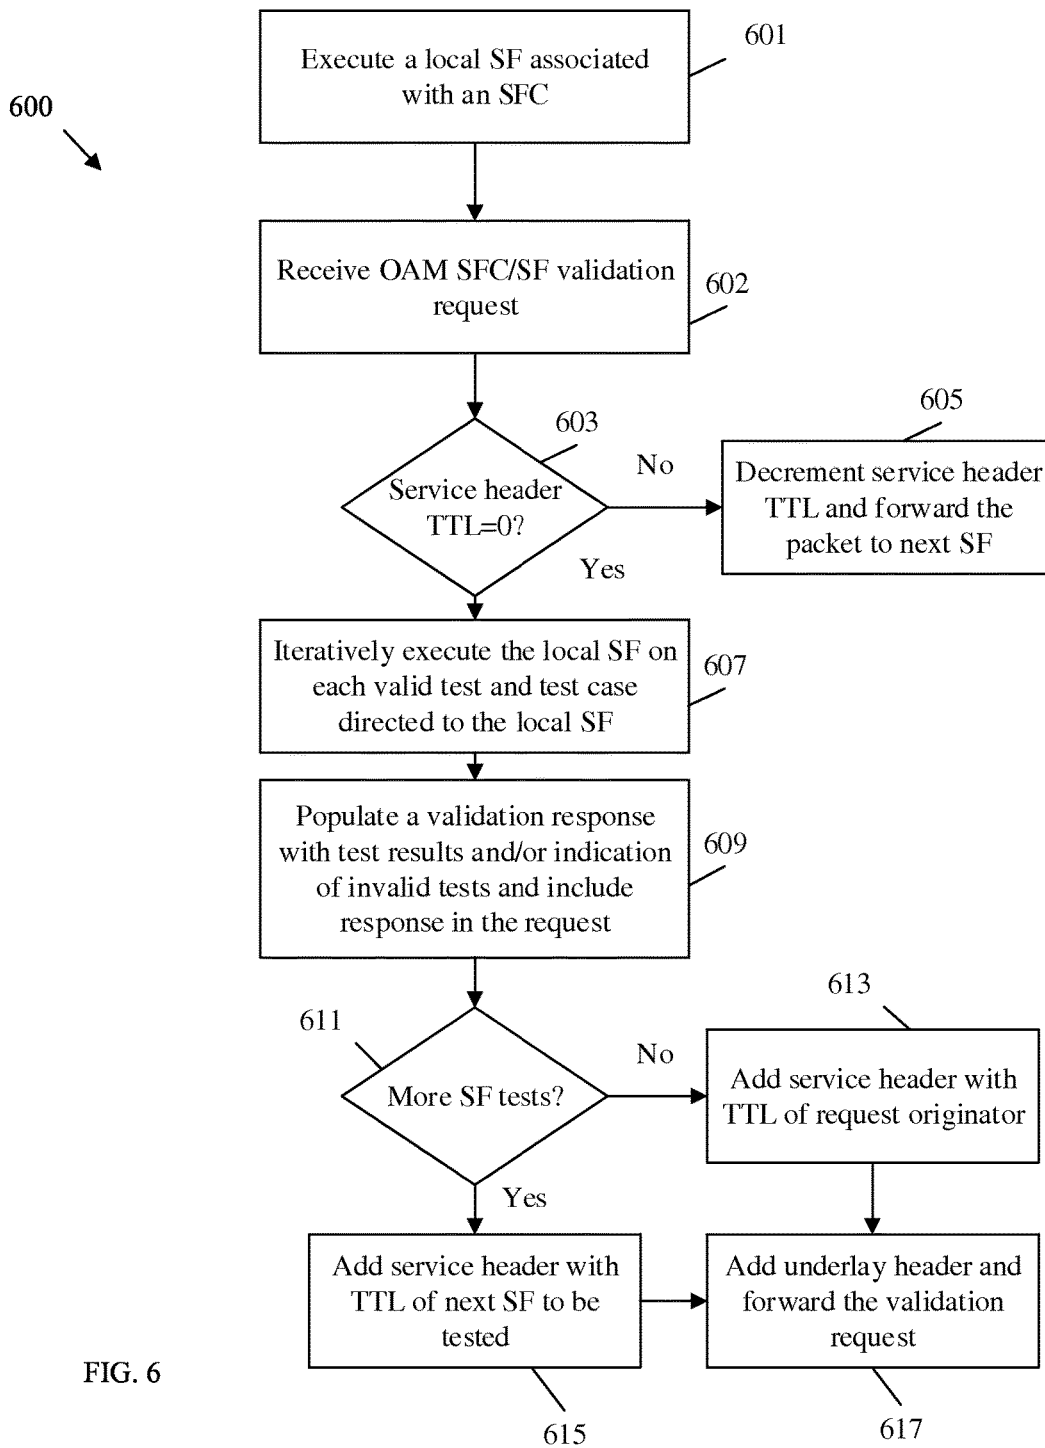 601
Execute a local SF associated
with an SFC
600
Receive OAM SFC/SF validation
request
602
603
605
Service header
TTL=0?
No
Yes
Decrement service header
TTL and forward the
packet to next SF
Iteratively execute the local SF on
each valid test and test case
directed to the local SF
607
Populate a validation response
with test results and/or indication
of invalid tests and include
response in the request
609
611
613
More SF tests?
No
Yes
Add service header with
TTL of request originator
Add service header with
TTL of next SF to be
tested
Add underlay header and
forward the validation
request
FIG. 6
615
617